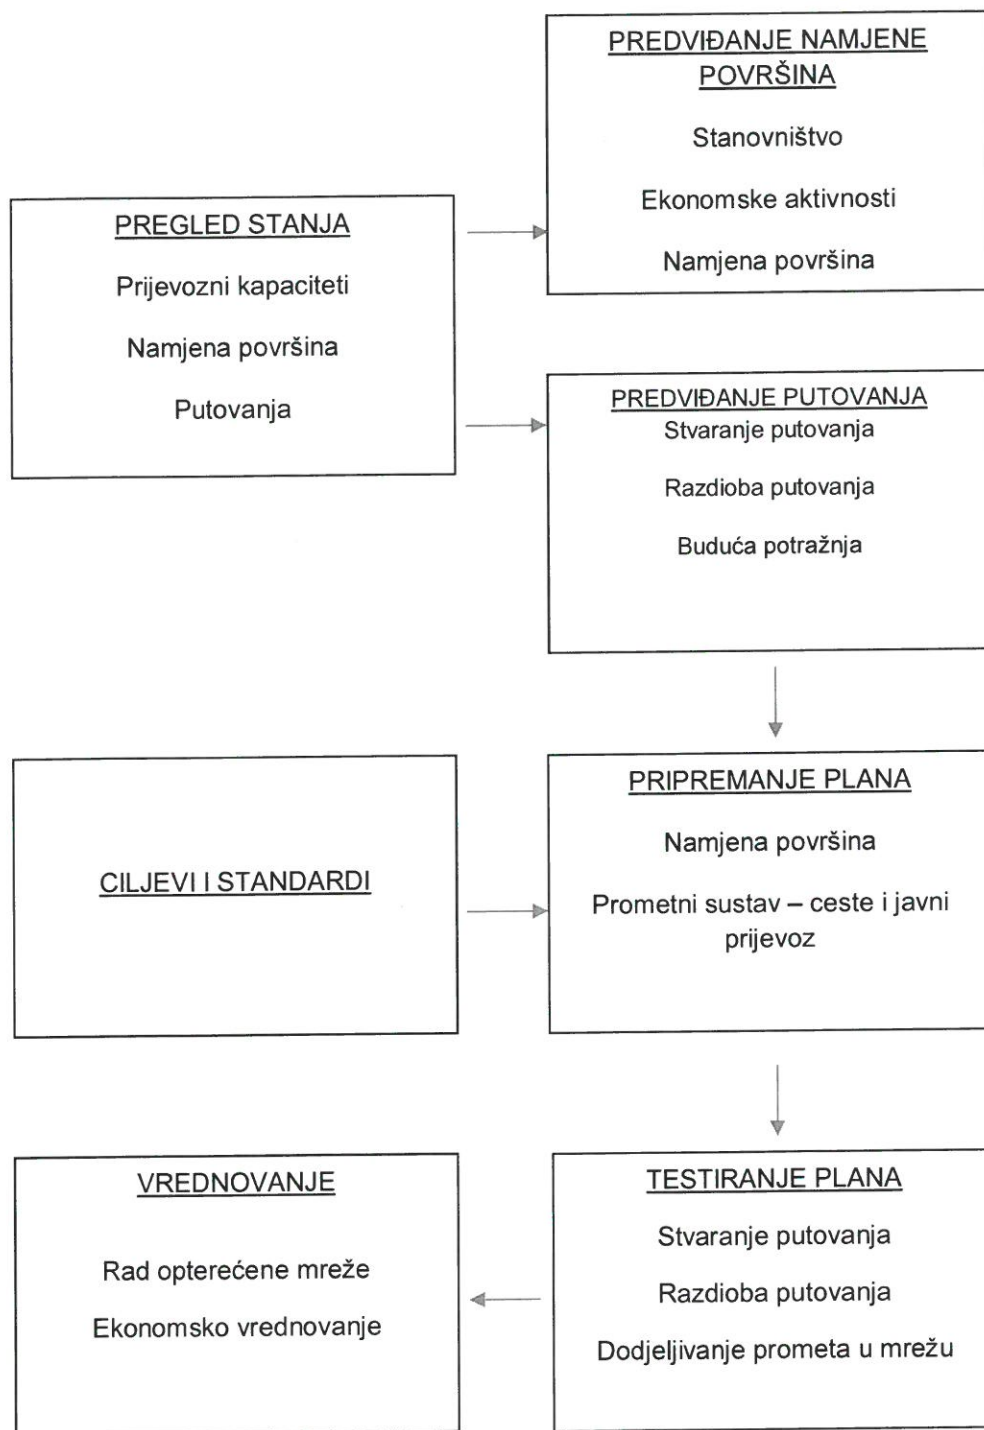 PREDVIĐANJE NAMJENE
POVRŠINA
Stanovništvo
Ekonomske aktivnosti
Namjena površina
PREGLED STANJA
Prijevozni kapaciteti
Namjena površina
Putovanja
PREDVIĐANJE PUTOVANJA
Stvaranje putovanja
Razdioba putovanja
Buduća potražnja
CILJEVI I STANDARDI
PRIPREMANJE PLANA
Namjena površina
Prometni sustav – ceste i javni
prijevoz
VREDNOVANJE
Rad opterećene mreže
Ekonomsko vrednovanje
TESTIRANJE PLANA
Stvaranje putovanja
Razdioba putovanja
Dodjeljivanje prometa u mrežu